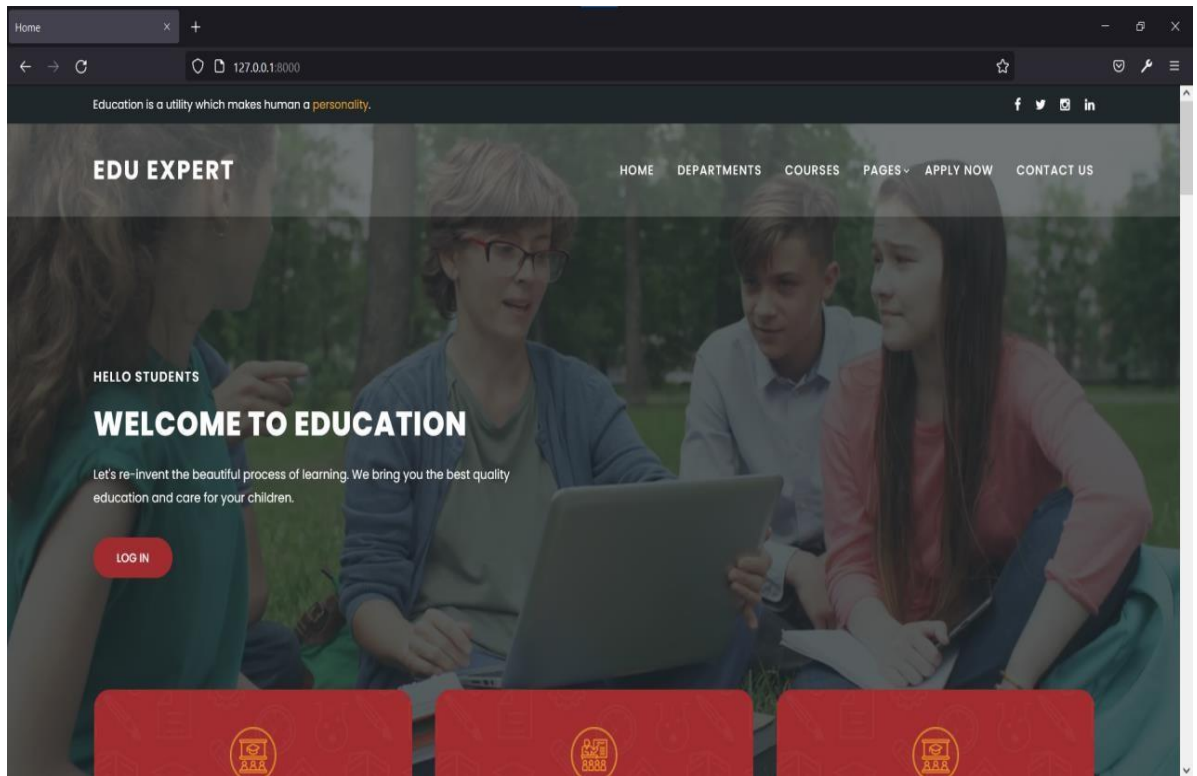 Home
127.0.0.1:8000
Education is a utility which makes human a personality.
EDU EXPERT
HOME DEPARTMENTS COURSES PAGES APPLY NOW CONTACT US
HELLO STUDENTS
WELCOME TO EDUCATION
Let's re-invent the beautiful process of learning. We bring you the best quality
education and care for your children.
LOG IN